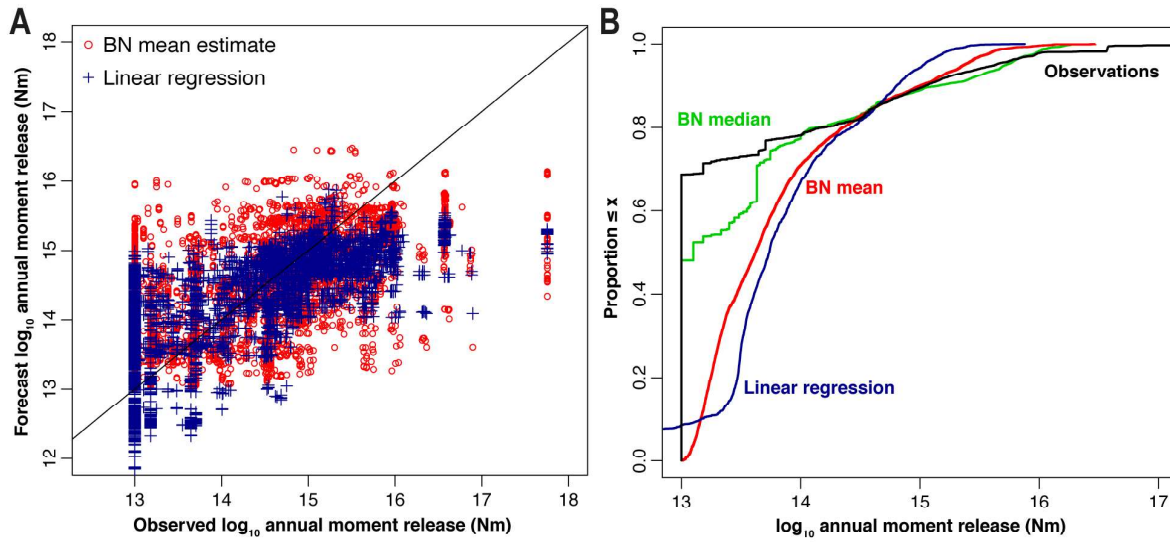 A
BN mean estimate
Linear regression
Forecast log₁₀ annual moment release (Nm)
18
17
16
15
14
13
12
13 14 15 16 17 18
Observed log₁₀ annual moment release (Nm)
B
Proportion ≤ x
1.0
0.8
0.6
0.4
0.2
0.0
Observations
BN median
BN mean
Linear regression
13 14 15 16 17
log₁₀ annual moment release (Nm)